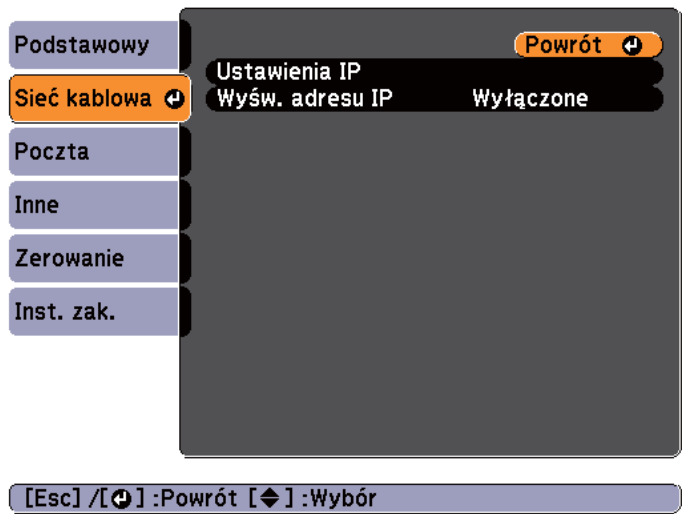 Podstawowy
Sieć kablowa
Poczta
Inne
Zerowanie
Inst. zak.
Powrót
Ustawienia IP
Wyśw. adresu IP Wyłączone
[Esc] /[⏎] :Powrót [◆] :Wybór